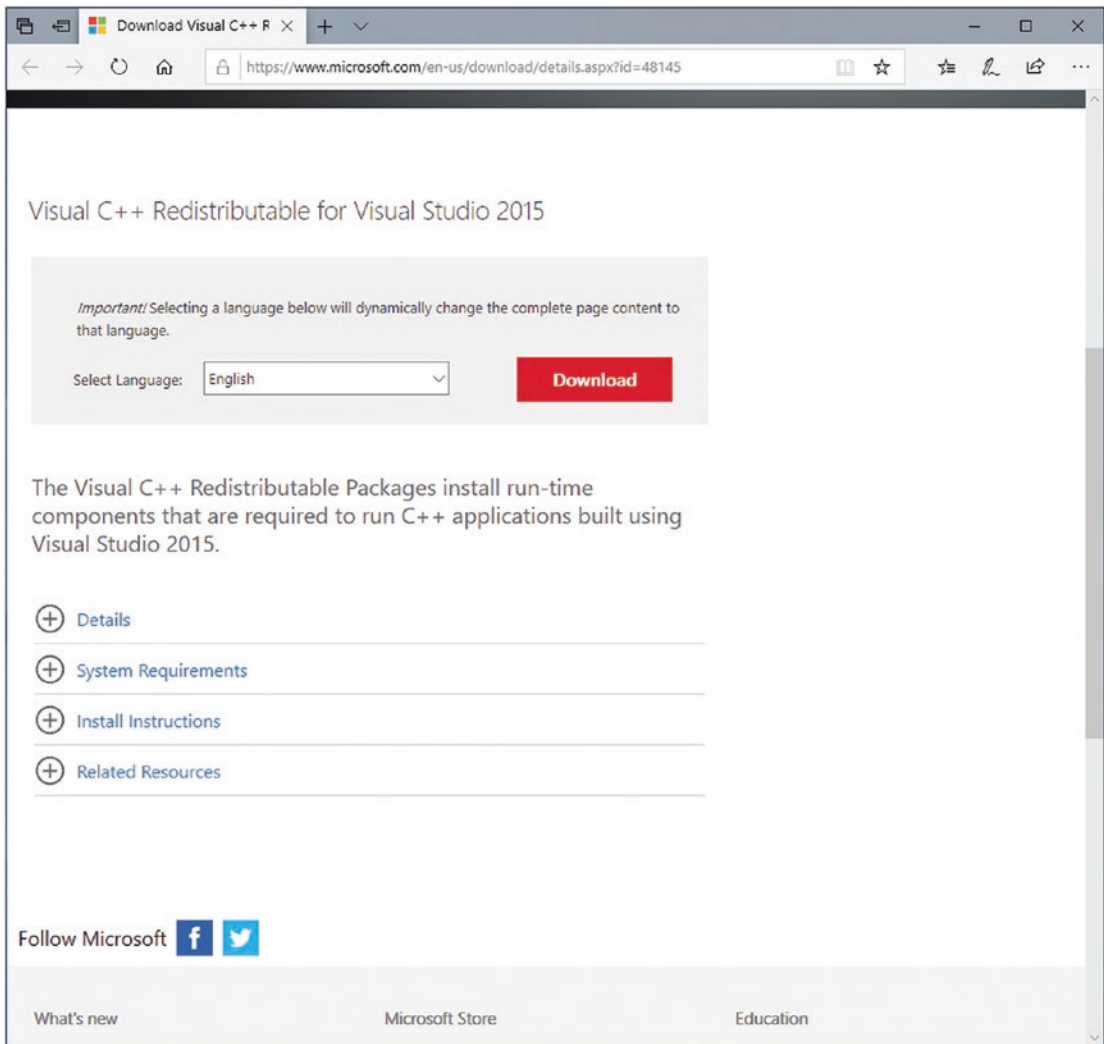 Download Visual C++ R
https://www.microsoft.com/en-us/download/details.aspx?id=48145
Visual C++ Redistributable for Visual Studio 2015
Important! Selecting a language below will dynamically change the complete page content to
that language.
Select Language: English Download
The Visual C++ Redistributable Packages install run-time
components that are required to run C++ applications built using
Visual Studio 2015.
Details
System Requirements
Install Instructions
Related Resources
Follow Microsoft f
What's new Microsoft Store Education